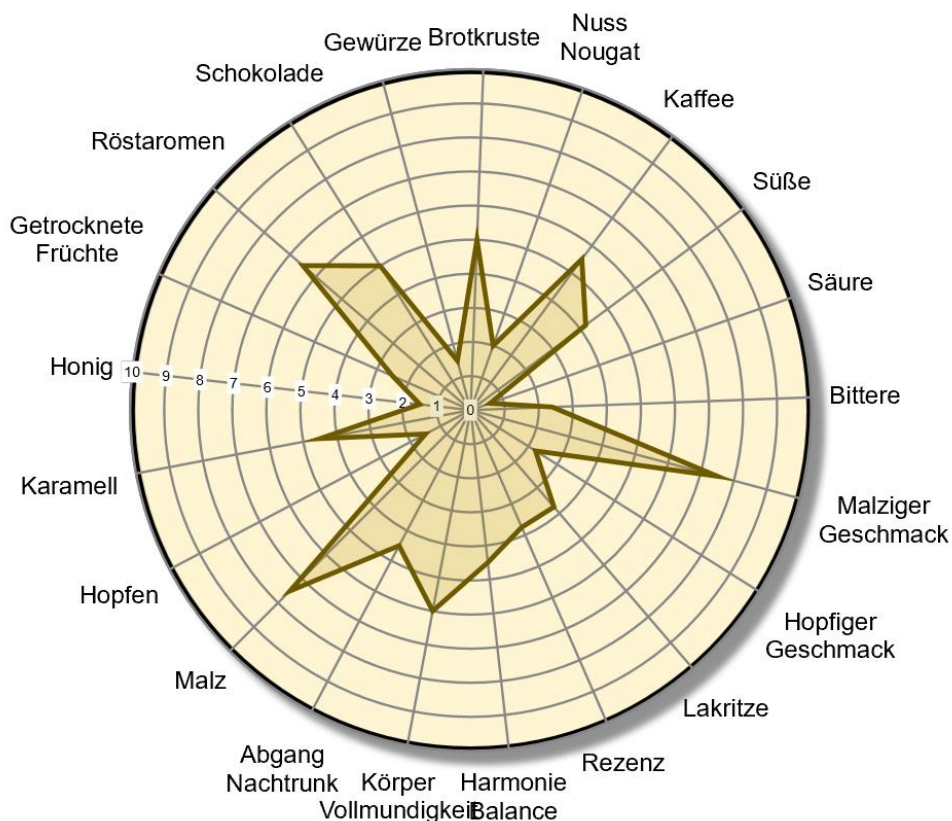 Nuss
Nougat
Gewürze
Brotkruste
Schokolade
Kaffee
Röstaromen
Süße
Getrocknete
Früchte
Säure
Honig
10
9
8
7
6
5
4
3
2
1
0
Bittere
Karamell
Malziger
Geschmack
Hopfen
Hopfiger
Geschmack
Malz
Lakritze
Abgang
Nachtrunk
Körper
Vollmundigkeit
Harmonie
Balance
Rezenz